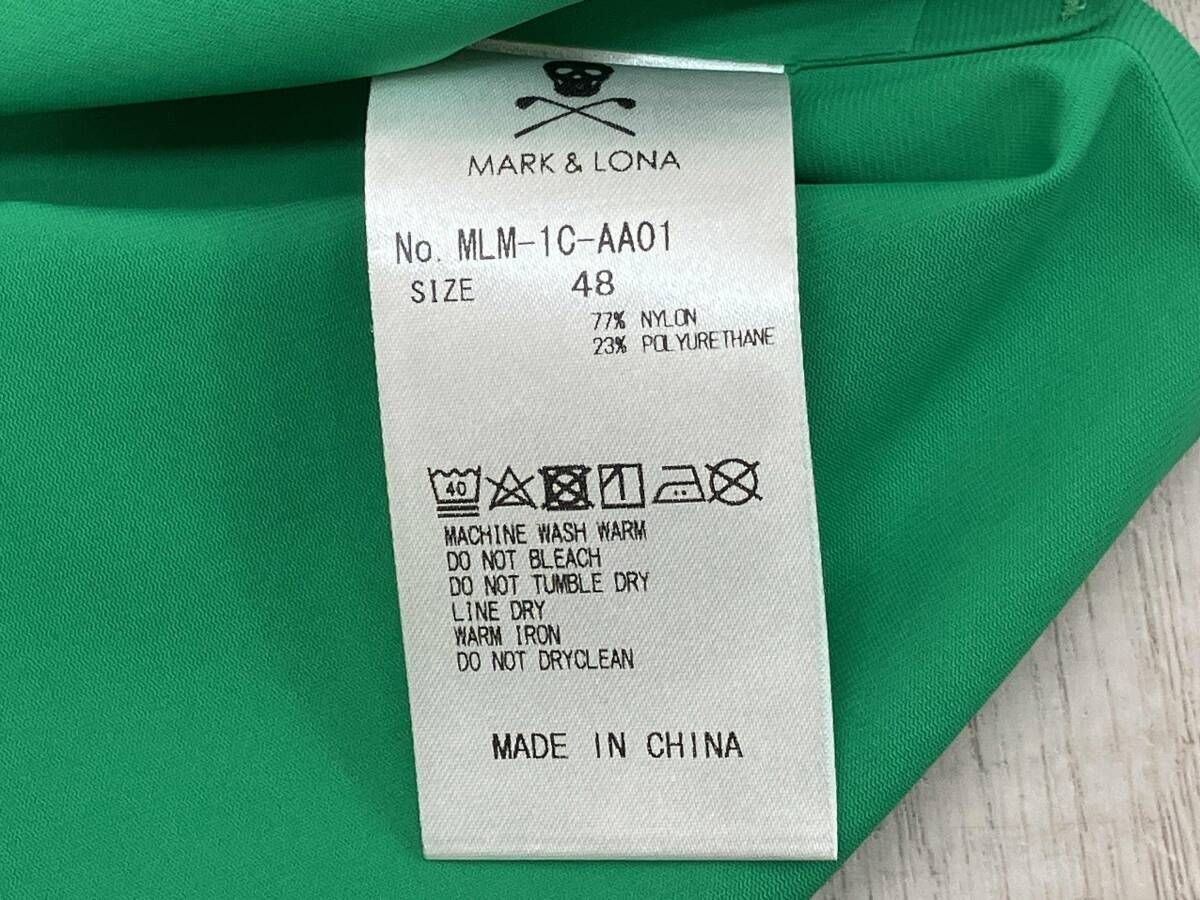 MARK & LONA
No. MLM-1C-AA01
SIZE 48
77% NYLON
23% POLYURETHANE
40
MACHINE WASH WARM
DO NOT BLEACH
DO NOT TUMBLE DRY
LINE DRY
WARM IRON
DO NOT DRYCLEAN
MADE IN CHINA